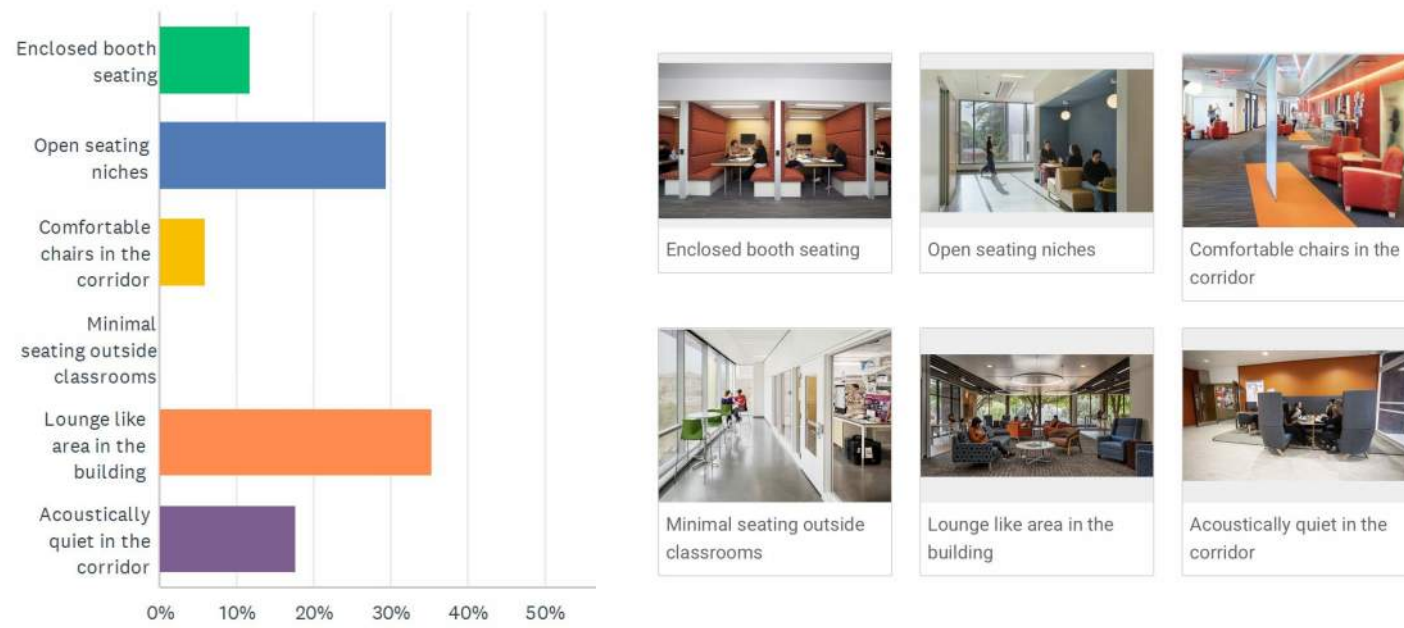 Enclosed booth
seating
Open seating
niches
Comfortable
chairs in the
corridor
Minimal
seating outside
classrooms
Lounge like
area in the
building
Acoustically
quiet in the
corridor
0% 10% 20% 30% 40% 50%
Enclosed booth seating
Open seating niches
Comfortable chairs in the
corridor
Minimal seating outside
classrooms
Lounge like area in the
building
Acoustically quiet in the
corridor